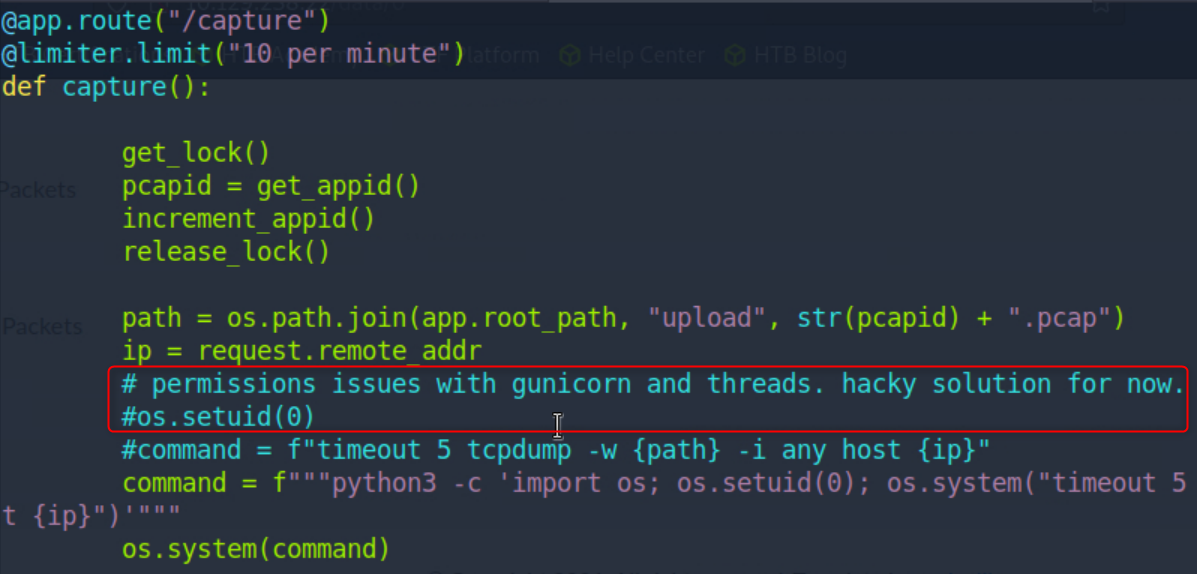 @app.route("/capture")
@limiter.limit("10 per minute")
Platform Help Center HTB Blog
def capture():
get_lock()
pcapid = get_appid()
Packets
increment_appid()
release_lock()
path = os.path.join(app.root_path, "upload", str(pcapid) + ".pcap")
Packets
ip = request.remote_addr
# permissions issues with gunicorn and threads. hacky solution for now.
#os.setuid(0)
#command = f"timeout 5 tcpdump -w {path} -i any host {ip}"
command = f"""python3 -c 'import os; os.setuid(0); os.system("timeout 5
t {ip}")'"""
os.system(command)